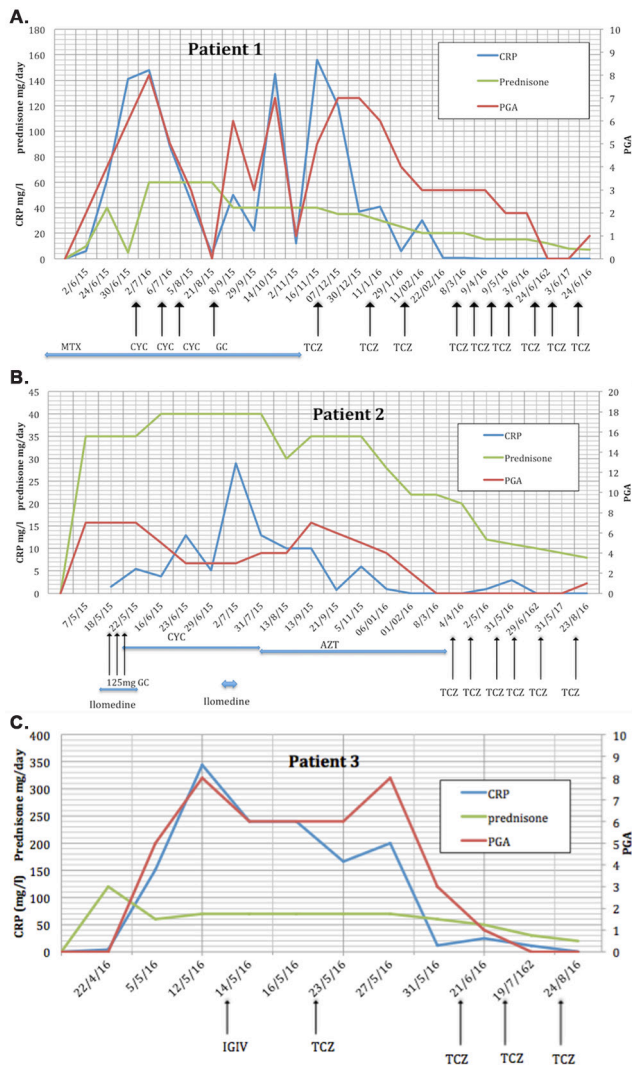 A.
Patient 1
CRP mg/l prednisone mg/day
180
160
140
120
100
80
60
40
20
0
PGA
10
9
8
7
6
5
4
3
2
1
0
CRP
Prednisone
PGA
2/6/15 24/6/15 30/6/15 2/7/16 6/7/16 5/8/15 21/8/15 8/9/15 29/9/15 14/10/15 2/11/15 16/11/15 07/12/15 30/12/15 11/1/16 29/1/16 11/02/16 22/02/16 8/3/16 9/4/16 9/5/16 3/6/16 24/6/162 3/6/17 24/6/16
MTX CYC CYC CYC GC TCZ TCZ TCZ TCZ TCZ TCZ TCZ TCZ TCZ TCZ
B.
Patient 2
CRP mg/l prednisone mg/day
45
40
35
30
25
20
15
10
5
0
PGA
20
18
16
14
12
10
8
6
4
2
0
CRP
Prednisone
PGA
7/5/15 18/5/15 22/5/15 16/6/15 23/6/15 29/6/15 2/7/15 31/7/15 13/8/15 13/9/15 21/9/15 5/11/15 06/01/16 01/02/16 8/3/16 4/4/16 2/5/16 31/5/16 29/6/162 31/5/17 23/8/16
CYC AZT
125mg GC
TCZ TCZ TCZ TCZ TCZ TCZ
Ilomedine
Ilomedine
C.
Patient 3
CRP (mg/l) Prednisone mg/day
400
350
300
250
200
150
100
50
0
PGA
10
9
8
7
6
5
4
3
2
1
0
CRP
prednisone
PGA
22/4/16 5/5/16 12/5/16 14/5/16 16/5/16 23/5/16 27/5/16 31/5/16 21/6/16 19/7/162 24/8/16
IGIV TCZ TCZ TCZ TCZ